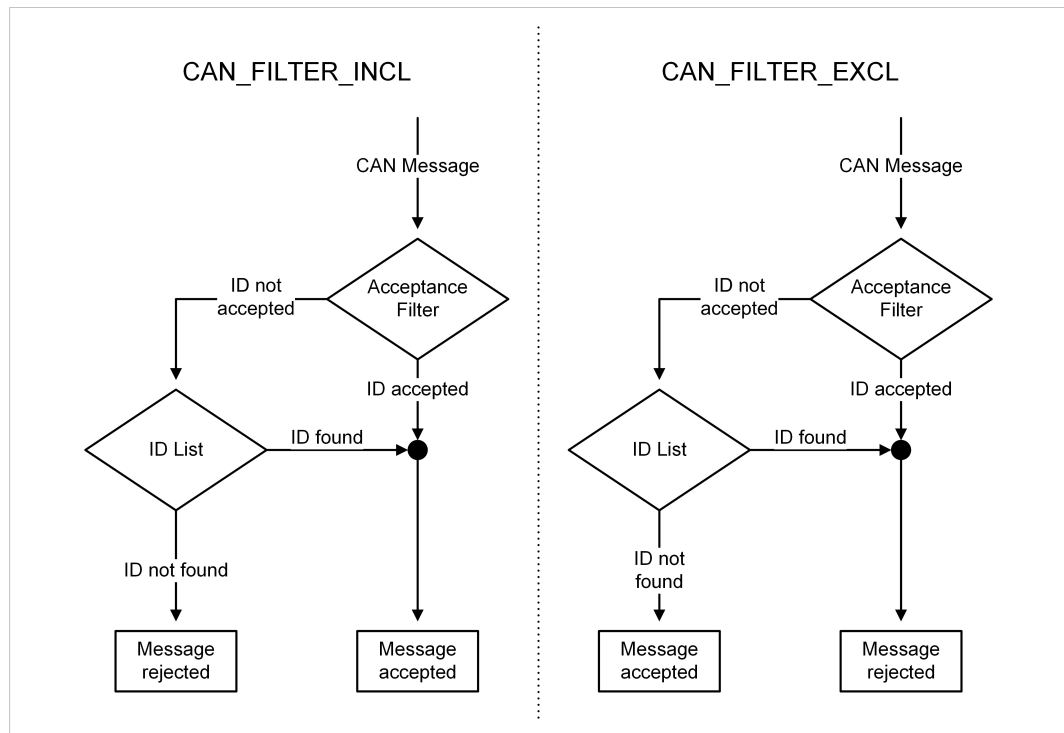 CAN_FILTER_INCL
CAN Message
Acceptance
Filter
ID not
accepted
ID accepted
ID List
ID found
ID not found
Message
rejected
Message
accepted
CAN_FILTER_EXCL
CAN Message
Acceptance
Filter
ID not
accepted
ID accepted
ID List
ID found
ID not
found
Message
accepted
Message
rejected